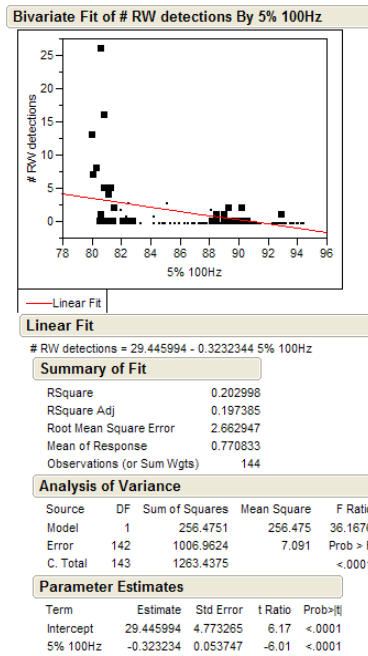 Bivariate Fit of # RW detections By 5% 100Hz
25
20
15
10
5
0
# RW detections
78 80 82 84 86 88 90 92 94 96
5% 100Hz
Linear Fit
Linear Fit
# RW detections = 29.445994 - 0.3232344 5% 100Hz
Summary of Fit
RSquare 0.202998
RSquare Adj 0.197385
Root Mean Square Error 2.662947
Mean of Response 0.770833
Observations (or Sum Wgts) 144
Analysis of Variance
Source DF Sum of Squares Mean Square F Ratio
Model 1 256.4751 256.475 36.1676
Error 142 1006.9624 7.091 Prob >
C. Total 143 1263.4375 <.0001
Parameter Estimates
Term Estimate Std Error t Ratio Prob>|t|
Intercept 29.445994 4.773265 6.17 <.0001
5% 100Hz -0.323234 0.053747 -6.01 <.0001